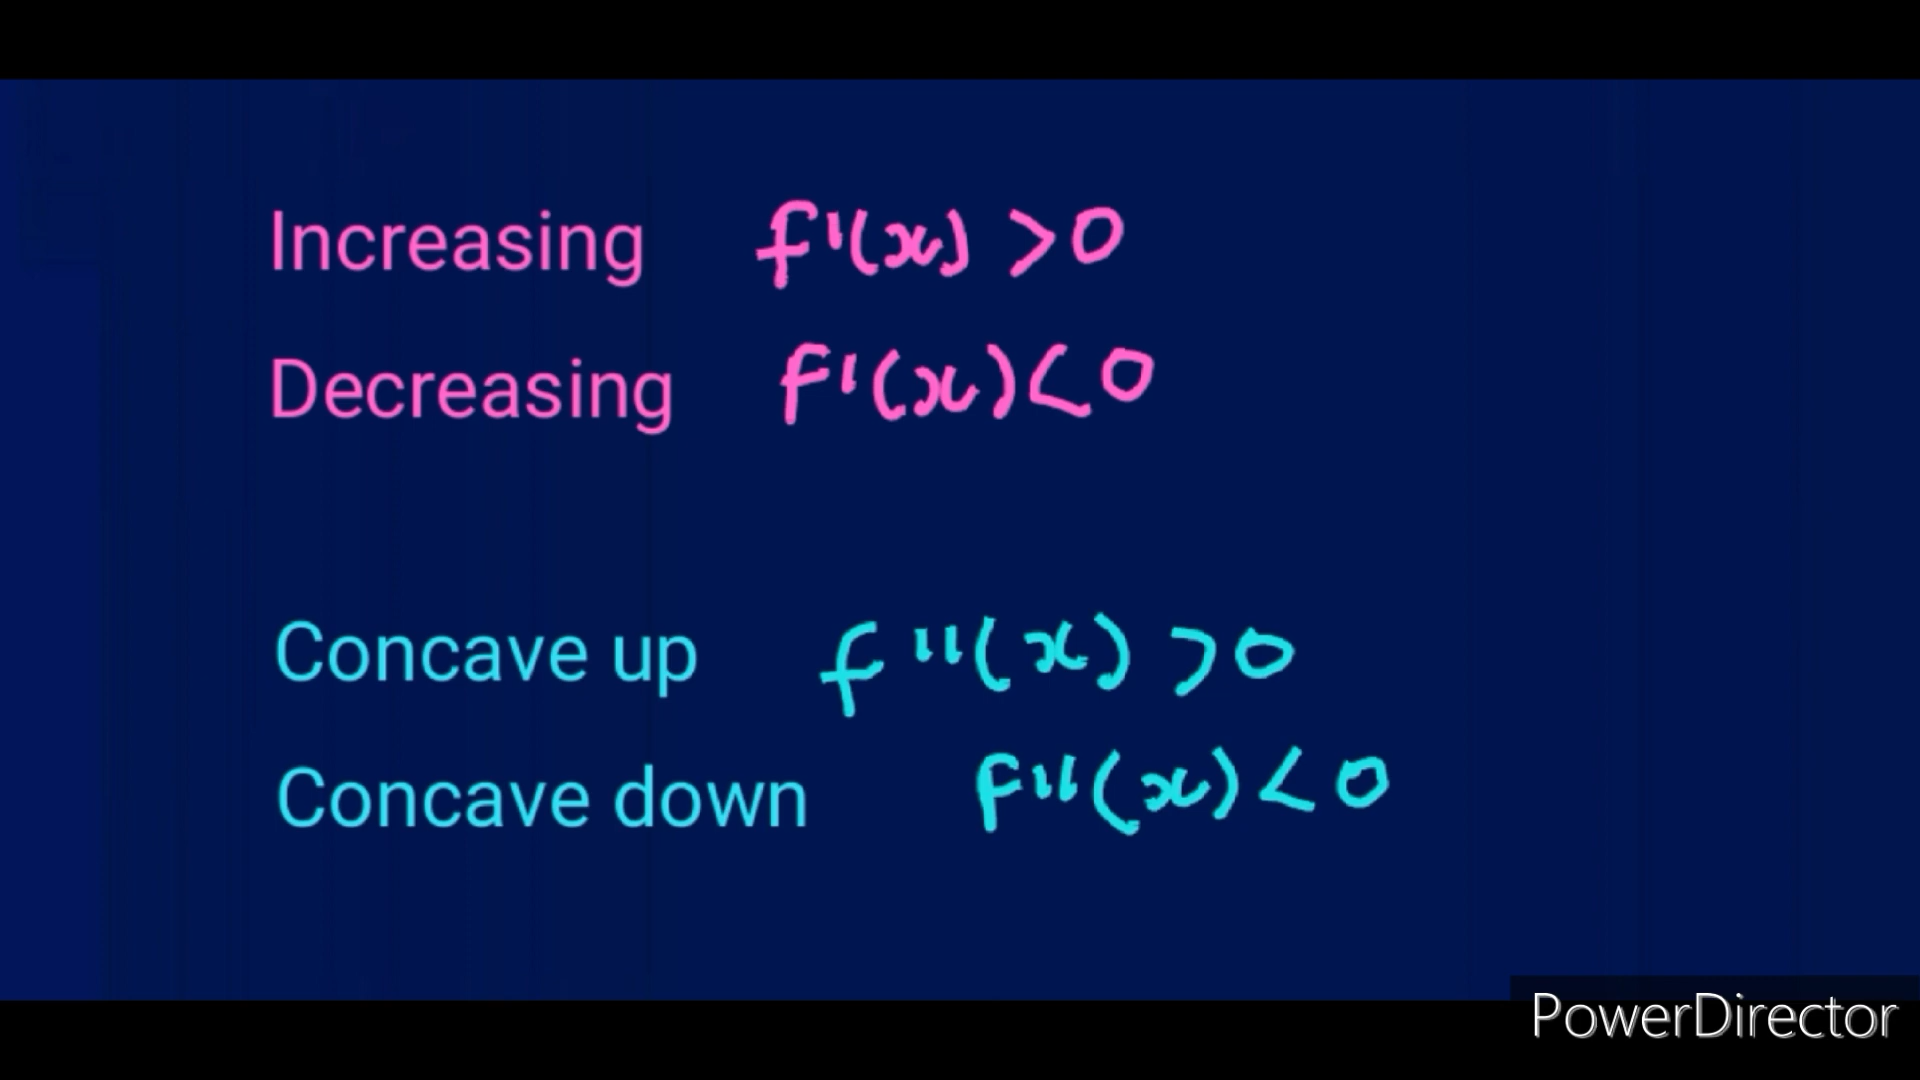 Increasing f'(x) >0
Decreasing f'(x)<0
Concave up f"(x) >0
Concave down f"(x)<0
PowerDirector